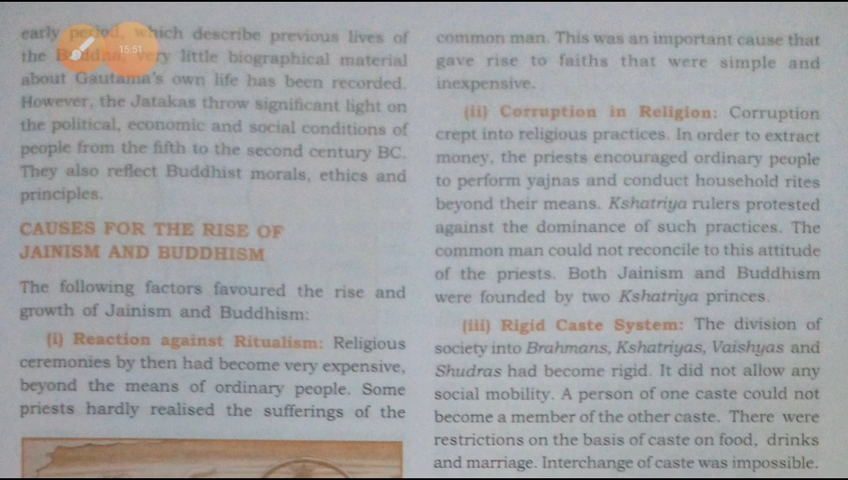 early period, which describe previous lives of
the Buddha, very little biographical material
about Gautama's own life has been recorded.
However, the Jatakas throw significant light on
the political, economic and social conditions of
people from the fifth to the second century BC.
They also reflect Buddhist morals, ethics and
principles.
CAUSES FOR THE RISE OF
JAINISM AND BUDDHISM
The following factors favoured the rise and
growth of Jainism and Buddhism:
(i) Reaction against Ritualism: Religious
ceremonies by then had become very expensive,
beyond the means of ordinary people. Some
priests hardly realised the sufferings of the
common man. This was an important cause that
gave rise to faiths that were simple and
inexpensive.
(ii) Corruption in Religion: Corruption
crept into religious practices. In order to extract
money, the priests encouraged ordinary people
to perform yajnas and conduct household rites
beyond their means. Kshatriya rulers protested
against the dominance of such practices. The
common man could not reconcile to this attitude
of the priests. Both Jainism and Buddhism
were founded by two Kshatriya princes.
(iii) Rigid Caste System: The division of
society into Brahmans, Kshatriyas, Vaishyas and
Shudras had become rigid. It did not allow any
social mobility. A person of one caste could not
become a member of the other caste. There were
restrictions on the basis of caste on food, drinks
and marriage. Interchange of caste was impossible.
15:51